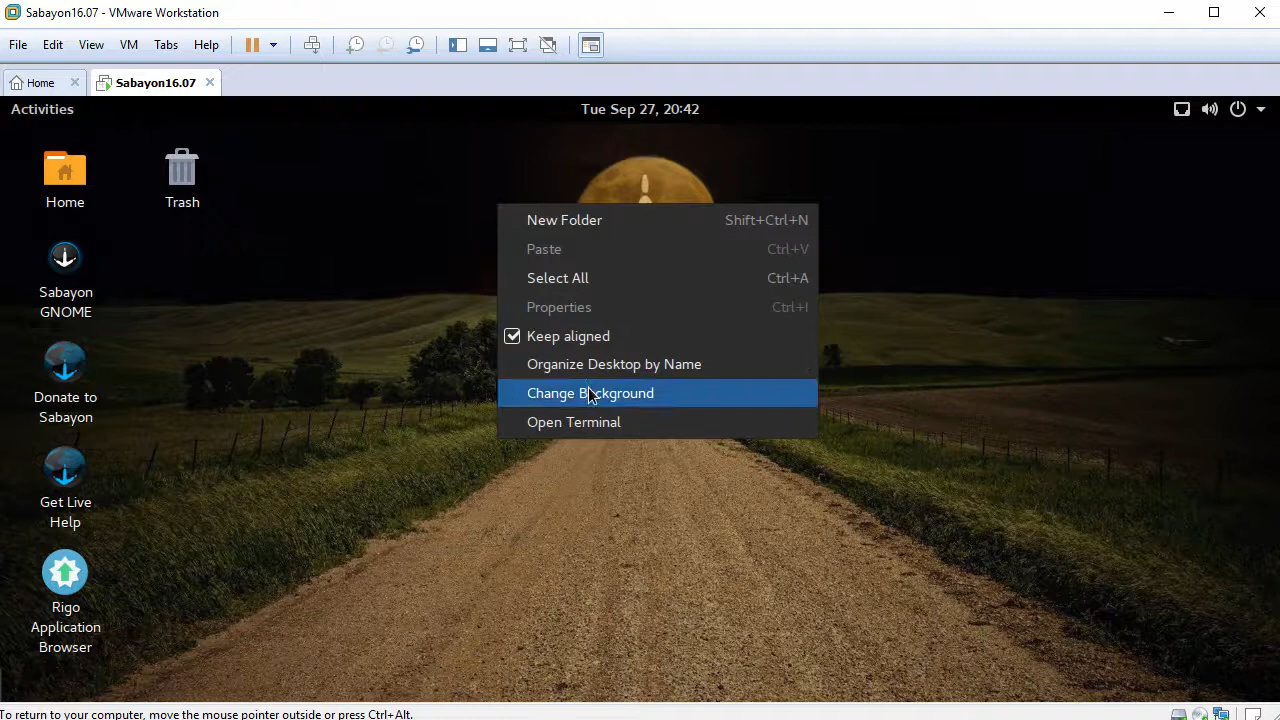 Sabayon16.07 - VMware Workstation
File Edit View VM Tabs Help
Home Sabayon16.07
Activities Tue Sep 27, 20:42
Home Trash
Sabayon
GNOME
Donate to
Sabayon
Get Live
Help
Rigo
Application
Browser
New Folder Shift+Ctrl+N
Paste Ctrl+V
Select All Ctrl+A
Properties Ctrl+I
Keep aligned
Organize Desktop by Name
Change Background
Open Terminal
To return to your computer, move the mouse pointer outside or press Ctrl+Alt.